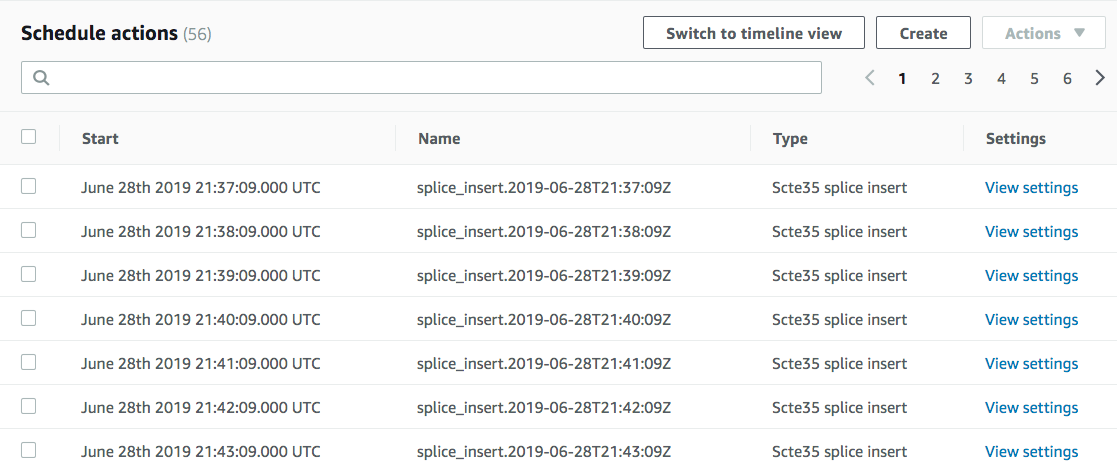 Schedule actions (56) Switch to timeline view Create Actions
1 2 3 4 5 6
Start Name Type Settings
June 28th 2019 21:37:09.000 UTC splice_insert.2019-06-28T21:37:09Z Scte35 splice insert View settings
June 28th 2019 21:38:09.000 UTC splice_insert.2019-06-28T21:38:09Z Scte35 splice insert View settings
June 28th 2019 21:39:09.000 UTC splice_insert.2019-06-28T21:39:09Z Scte35 splice insert View settings
June 28th 2019 21:40:09.000 UTC splice_insert.2019-06-28T21:40:09Z Scte35 splice insert View settings
June 28th 2019 21:41:09.000 UTC splice_insert.2019-06-28T21:41:09Z Scte35 splice insert View settings
June 28th 2019 21:42:09.000 UTC splice_insert.2019-06-28T21:42:09Z Scte35 splice insert View settings
June 28th 2019 21:43:09.000 UTC splice_insert.2019-06-28T21:43:09Z Scte35 splice insert View settings